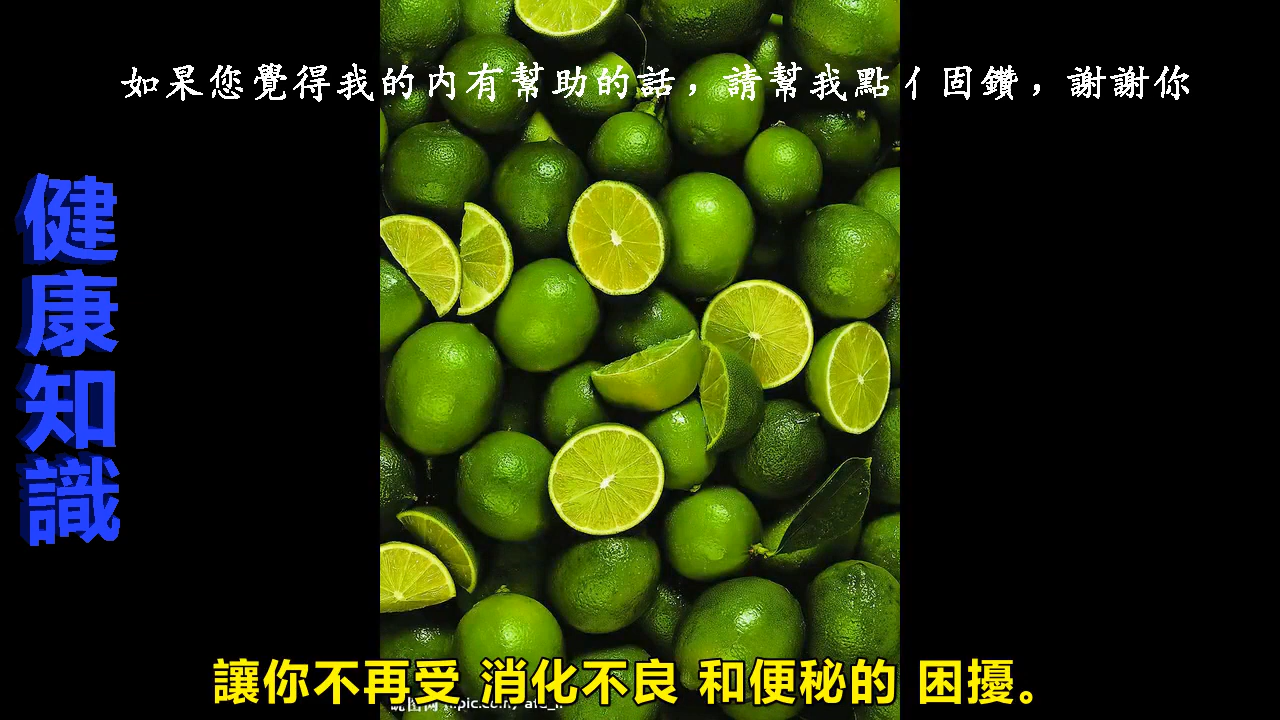 如果您覺得我的內有幫助的話，請幫我點亻固鑽，謝謝你
健康知識
讓你不再受 消化不良 和便秘的 困擾。